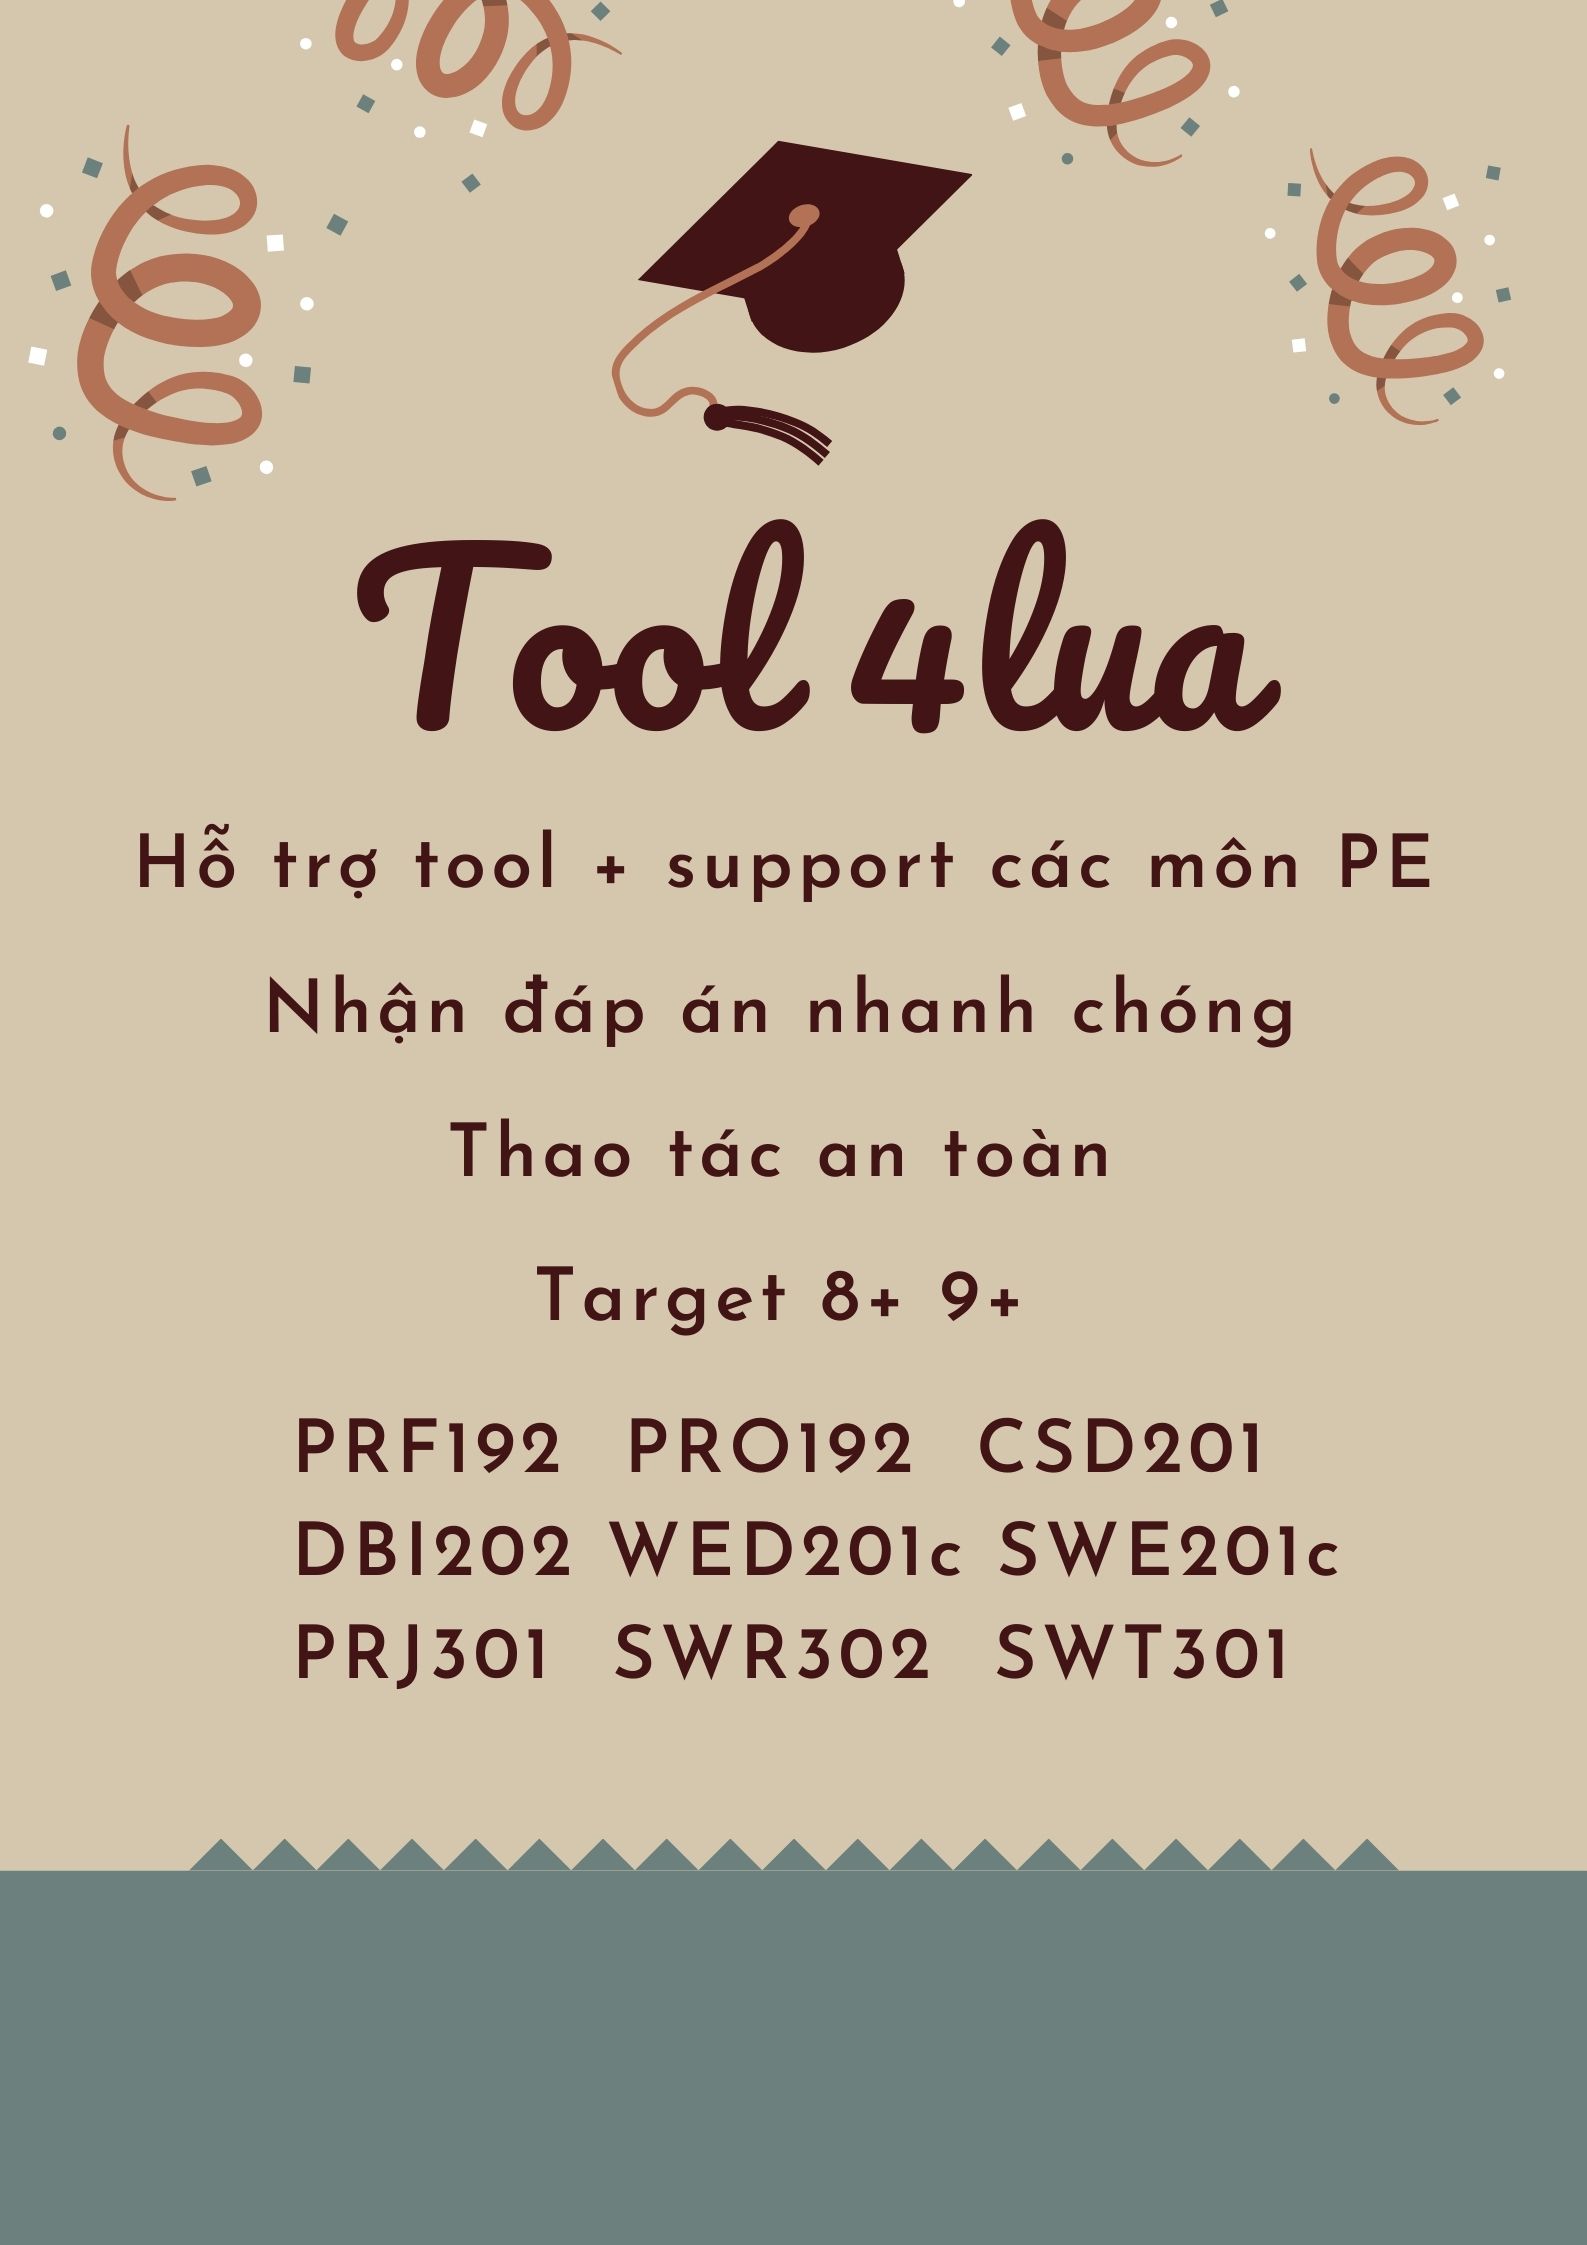 Tool 4lua
Hỗ trợ tool + support các môn PE
Nhận đáp án nhanh chóng
Thao tác an toàn
Target 8+ 9+
PRF192 PRO192 CSD201
DBI202 WED201c SWE201c
PRJ301 SWR302 SWT301